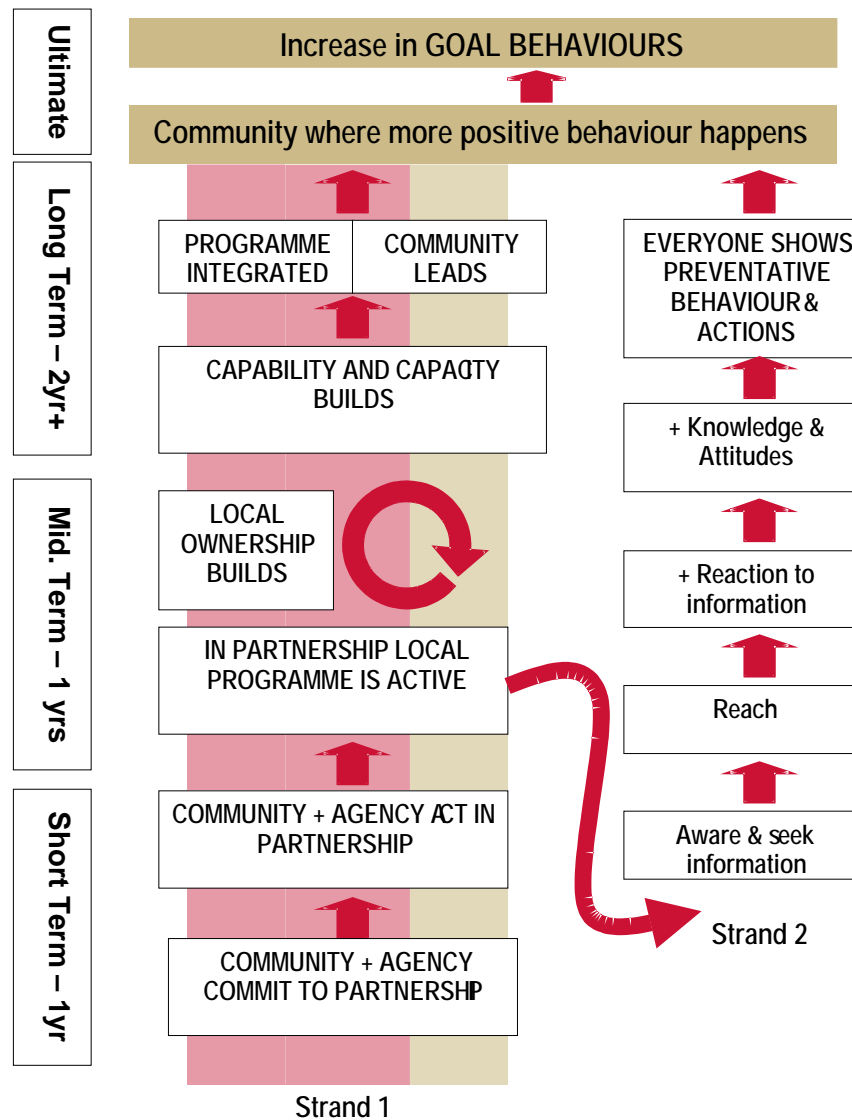 Ultimate
Increase in GOAL BEHAVIOURS
Community where more positive behaviour happens
Long Term – 2yr+
PROGRAMME
INTEGRATED
COMMUNITY
LEADS
CAPABILITY AND CAPACITY
BUILDS
Mid. Term – 1 yrs
LOCAL
OWNERSHIP
BUILDS
IN PARTNERSHIP LOCAL
PROGRAMME IS ACTIVE
Short Term – 1yr
COMMUNITY + AGENCY ACT IN
PARTNERSHIP
COMMUNITY + AGENCY
COMMIT TO PARTNERSHIP
Strand 1
EVERYONE SHOWS
PREVENTATIVE
BEHAVIOUR &
ACTIONS
+ Knowledge &
Attitudes
+ Reaction to
information
Reach
Aware & seek
information
Strand 2